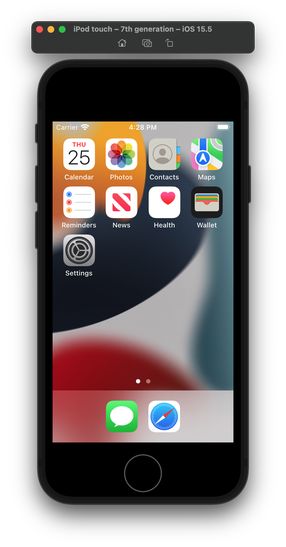 iPod touch – 7th generation – iOS 15.5
Carrier 4:28 PM
THU
25
Calendar Photos Contacts Maps
Reminders News Health Wallet
Settings